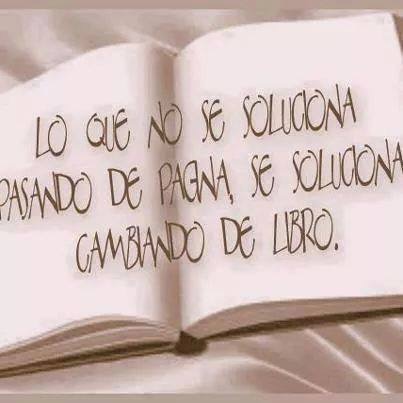 LO QUE NO SE SOLUCIONA
PASANDO DE PAGINA, SE SOLUCIONA
CAMBIANDO DE LIBRO.